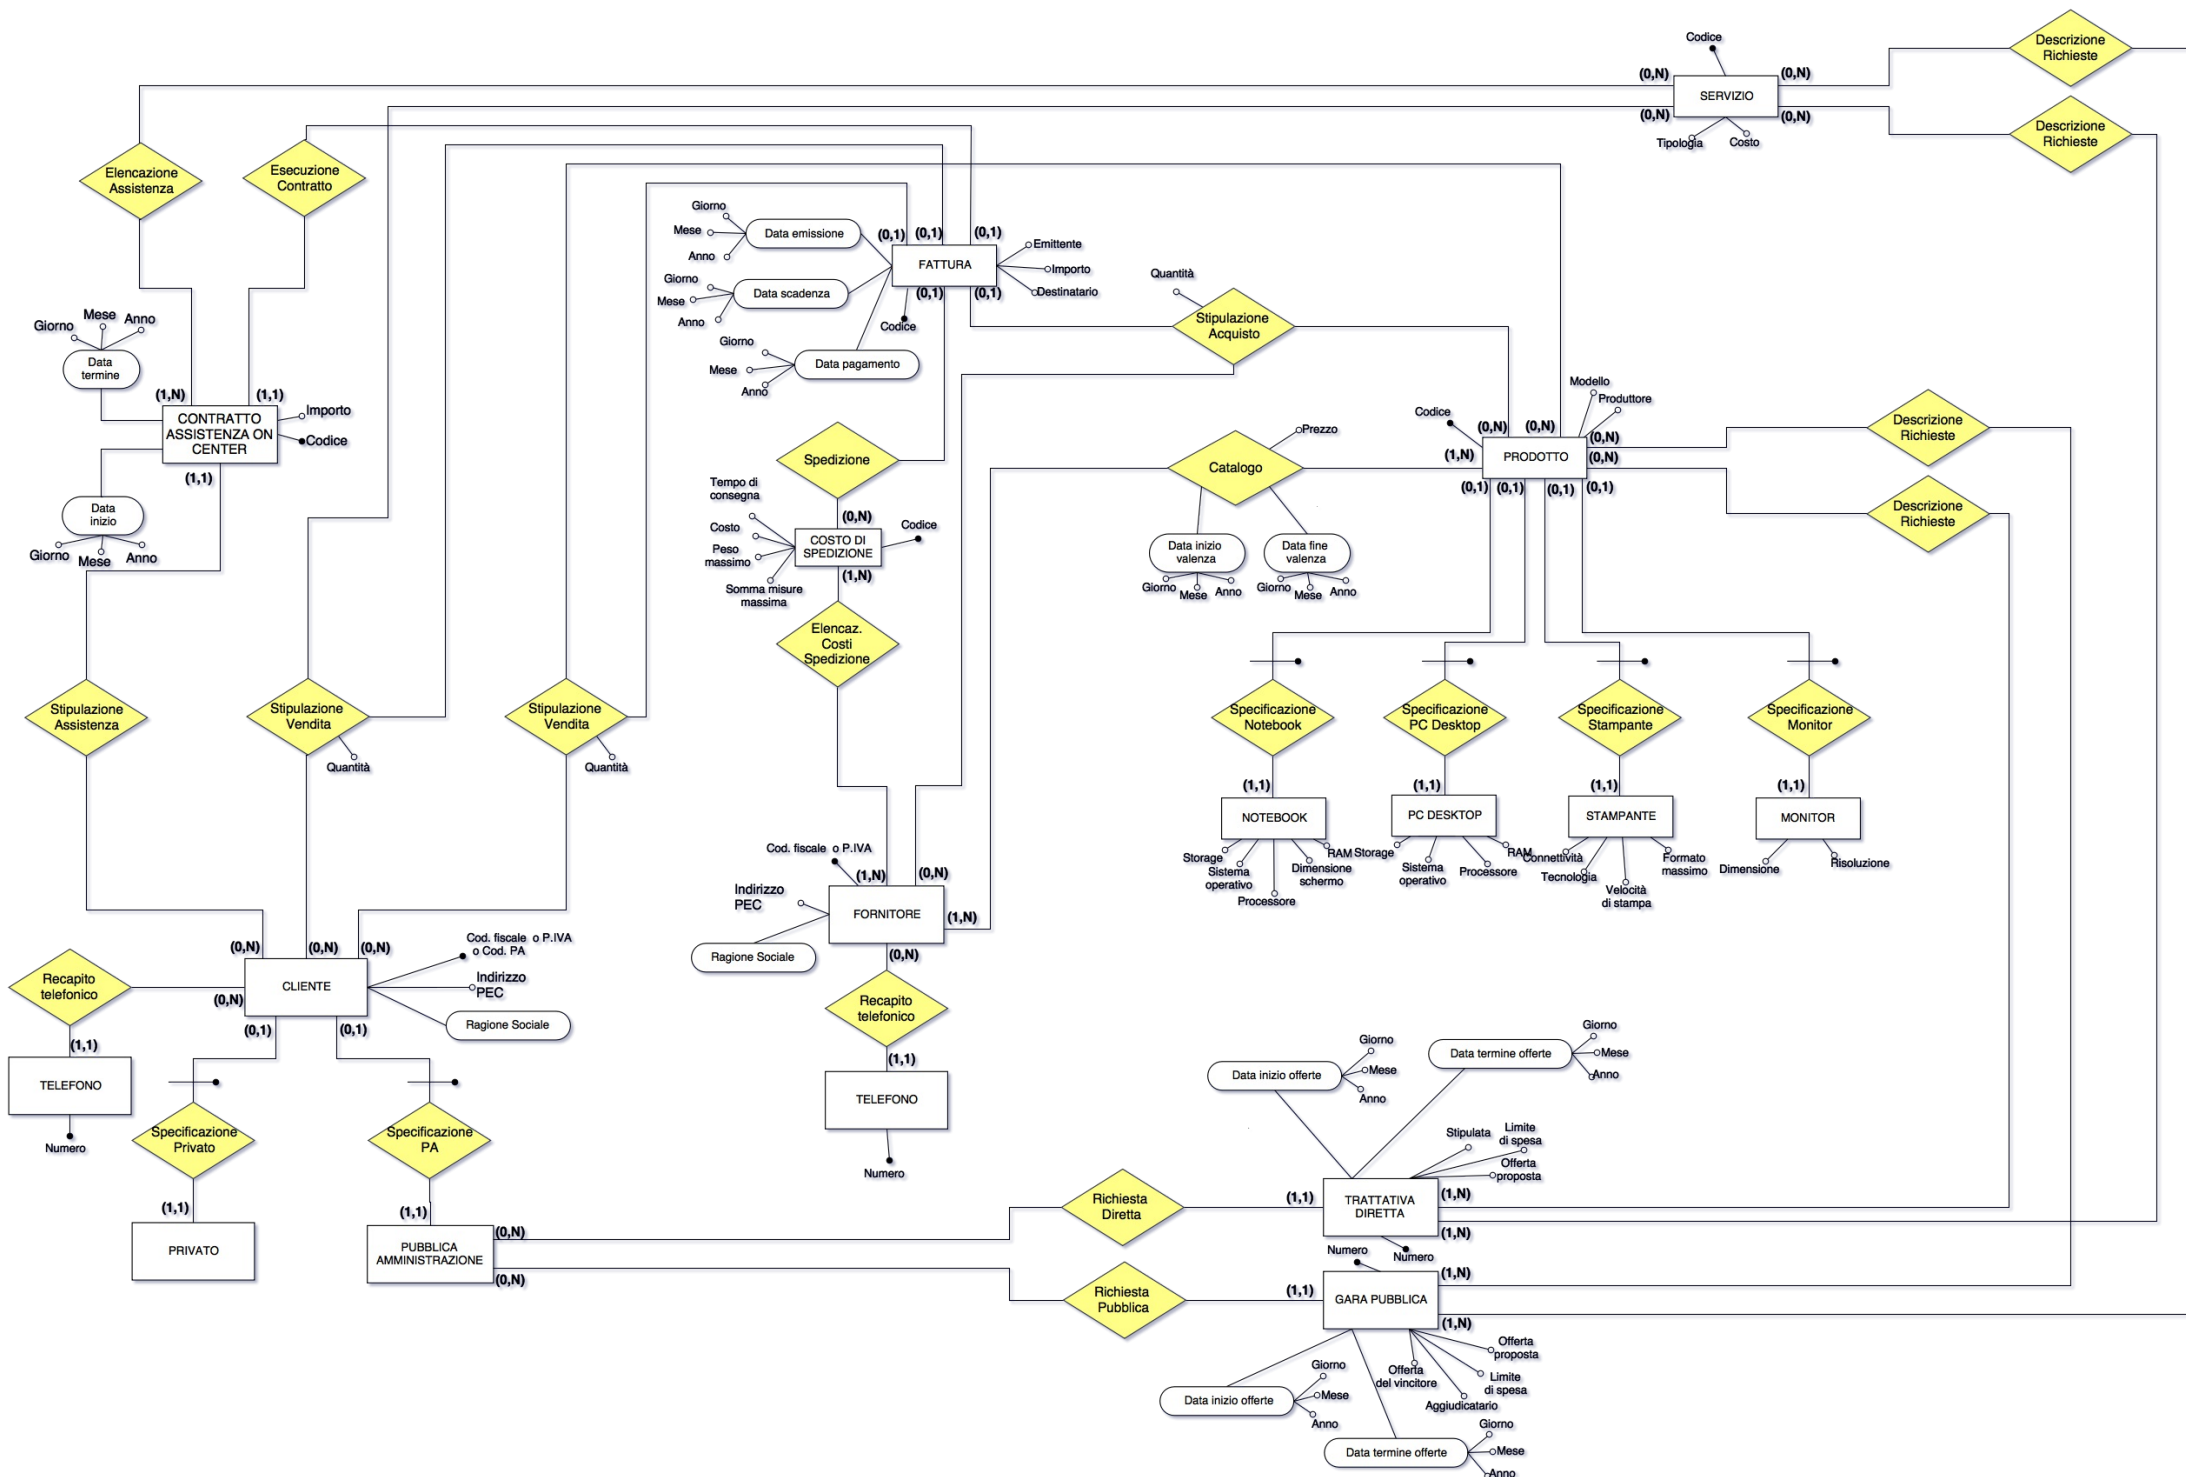 Codice
Descrizione
Richieste
(0,N)
(0,N)
SERVIZIO
(0,N)
(0,N)
Tipologia
Costo
Descrizione
Richieste
Elencazione
Assistenza
Esecuzione
Contratto
Giorno
Mese
Anno
Data emissione
(0,1)
(0,1)
(0,1)
Emittente
Importo
Destinatario
FATTURA
Giorno
Mese
Anno
Data scadenza
(0,1)
(0,1)
Codice
Giorno
Mese
Anno
Data pagamento
Quantità
Stipulazione
Acquisto
Giorno
Mese
Anno
Data
termine
(1,N)
(1,1)
CONTRATTO
ASSISTENZA ON
CENTER
Importo
Codice
(1,1)
Data
inizio
Giorno
Mese
Anno
Spedizione
Tempo di
consegna
Costo
Peso
massimo
Somma misure
massima
(0,N)
COSTO DI
SPEDIZIONE
Codice
(1,N)
Elencaz.
Costi
Spedizione
Prezzo
Catalogo
Data inizio
valenza
Giorno
Mese
Anno
Data fine
valenza
Giorno
Mese
Anno
Modello
Produttore
Codice
(0,N)
(0,N)
(0,N)
(1,N)
PRODOTTO
(0,N)
(0,1)
(0,1)
(0,1)
(0,1)
Descrizione
Richieste
Descrizione
Richieste
Stipulazione
Assistenza
Stipulazione
Vendita
Quantità
Stipulazione
Vendita
Quantità
Specificazione
Notebook
Specificazione
PC Desktop
Specificazione
Stampante
Specificazione
Monitor
(1,1)
(1,1)
(1,1)
(1,1)
NOTEBOOK
PC DESKTOP
STAMPANTE
MONITOR
Storage
Sistema
operativo
Processore
Dimensione
schermo
RAM
Storage
Sistema
operativo
Processore
RAM
Connettività
Tecnologia
Velocità
di stampa
Formato
massimo
Dimensione
Risoluzione
Cod. fiscale o P.IVA
(1,N)
(0,N)
Indirizzo
PEC
FORNITORE
(1,N)
Ragione Sociale
(0,N)
Recapito
telefonico
(1,1)
TELEFONO
Numero
(0,N)
(0,N)
(0,N)
Cod. fiscale o P.IVA
o Cod. PA
Recapito
telefonico
(0,N)
CLIENTE
Indirizzo
PEC
Ragione Sociale
(0,1)
(0,1)
(1,1)
TELEFONO
Numero
Specificazione
Privato
Specificazione
PA
(1,1)
(1,1)
PRIVATO
PUBBLICA
AMMINISTRAZIONE
(0,N)
(0,N)
Data inizio offerte
Giorno
Mese
Anno
Data termine offerte
Giorno
Mese
Anno
Stipulata
Limite
di spesa
Offerta
proposta
Richiesta
Diretta
(1,1)
TRATTATIVA
DIRETTA
(1,N)
(1,N)
Numero
Numero
Richiesta
Pubblica
(1,1)
GARA PUBBLICA
(1,N)
(1,N)
Offerta
proposta
Limite
di spesa
Offerta
del vincitore
Aggiudicatario
Giorno
Mese
Anno
Data inizio offerte
Data termine offerte
Giorno
Mese
Anno